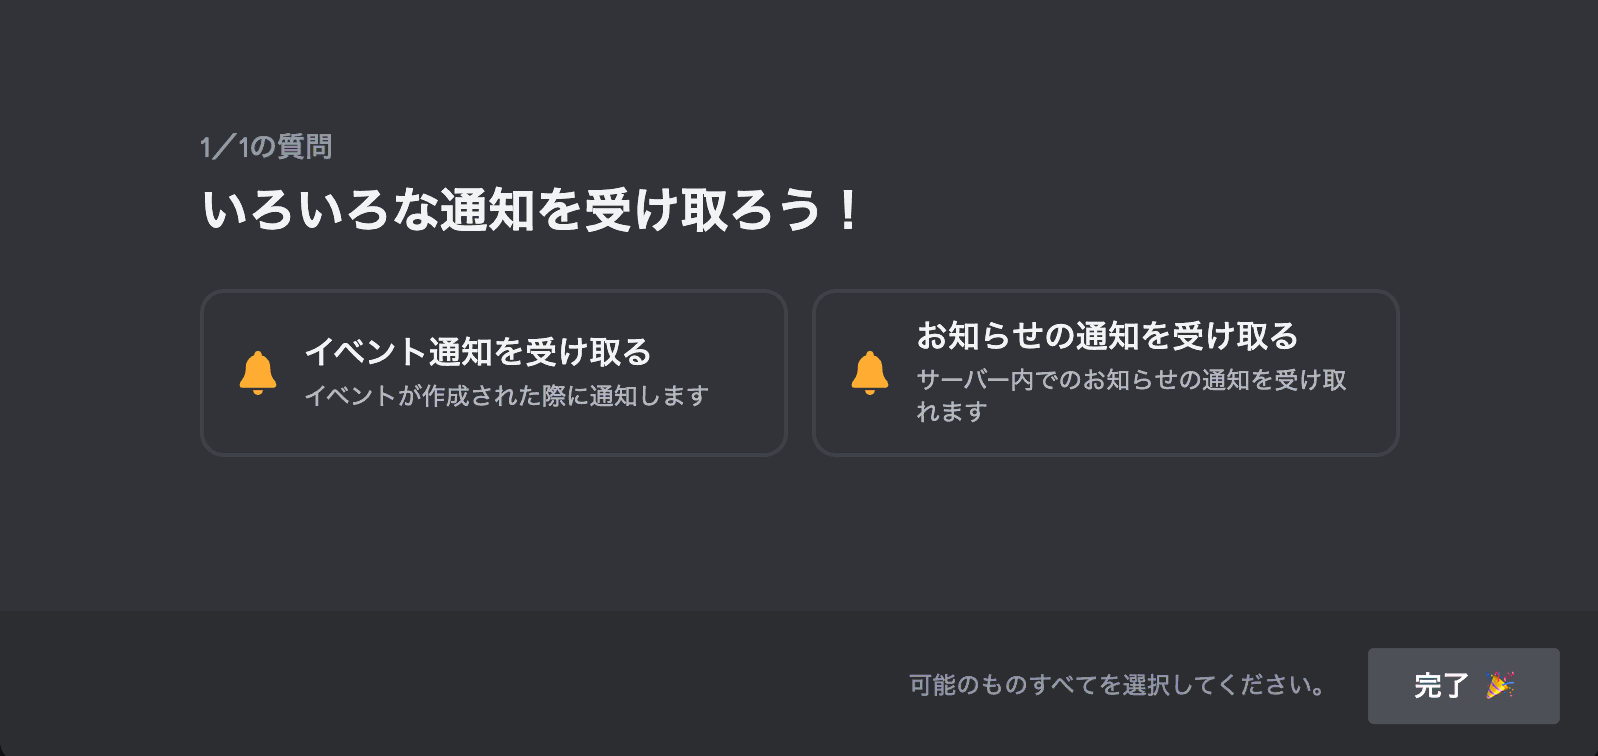 1／1の質問
いろいろな通知を受け取ろう！
イベント通知を受け取る
イベントが作成された際に通知します
お知らせの通知を受け取る
サーバー内でのお知らせの通知を受け取
れます
可能のものすべてを選択してください。
完了 🎉